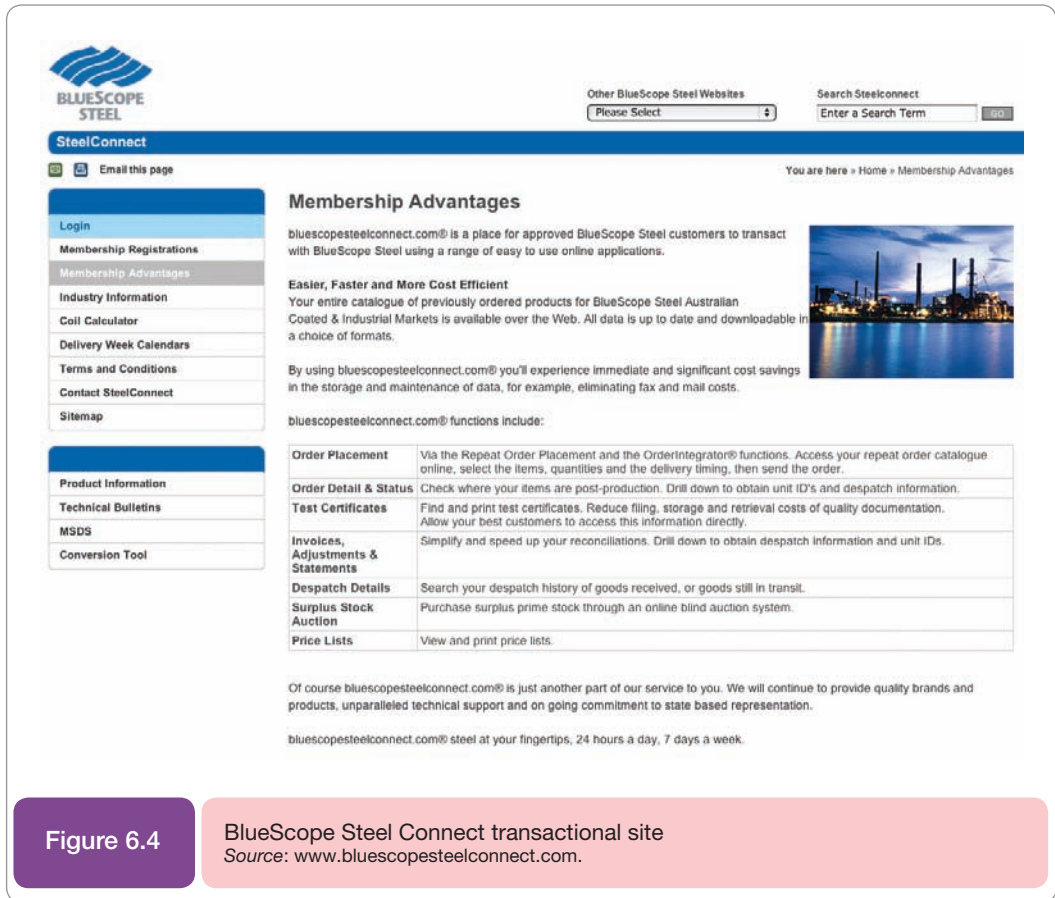 BLUESCOPE
STEEL
Other BlueScope Steel Websites
Please Select
Search Steelconnect
Enter a Search Term
GO
SteelConnect
Email this page
You are here » Home » Membership Advantages
Login
Membership Registrations
Membership Advantages
Industry Information
Coil Calculator
Delivery Week Calendars
Terms and Conditions
Contact SteelConnect
Sitemap
Product Information
Technical Bulletins
MSDS
Conversion Tool
Membership Advantages
bluescopesteelconnect.com® is a place for approved BlueScope Steel customers to transact
with BlueScope Steel using a range of easy to use online applications.
Easier, Faster and More Cost Efficient
Your entire catalogue of previously ordered products for BlueScope Steel Australian
Coated & Industrial Markets is available over the Web. All data is up to date and downloadable in
a choice of formats.
By using bluescopesteelconnect.com® you'll experience immediate and significant cost savings
in the storage and maintenance of data, for example, eliminating fax and mail costs.
bluescopesteelconnect.com® functions include:
Order Placement
Via the Repeat Order Placement and the OrderIntegrator® functions. Access your repeat order catalogue
online, select the items, quantities and the delivery timing, then send the order.
Order Detail & Status
Check where your items are post-production. Drill down to obtain unit ID's and despatch information.
Test Certificates
Find and print test certificates. Reduce filing, storage and retrieval costs of quality documentation.
Allow your best customers to access this information directly.
Invoices,
Adjustments &
Statements
Simplify and speed up your reconciliations. Drill down to obtain despatch information and unit IDs.
Despatch Details
Search your despatch history of goods received, or goods still in transit.
Surplus Stock
Auction
Purchase surplus prime stock through an online blind auction system.
Price Lists
View and print price lists.
Of course bluescopesteelconnect.com® is just another part of our service to you. We will continue to provide quality brands and
products, unparalleled technical support and on going commitment to state based representation.
bluescopesteelconnect.com® steel at your fingertips, 24 hours a day, 7 days a week.
Figure 6.4
BlueScope Steel Connect transactional site
Source: www.bluescopesteelconnect.com.